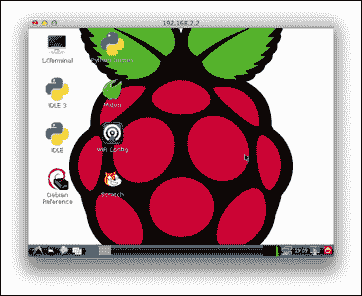 192.168.2.2
LXTerminal
Python Games
IDLE 3
Midori
IDLE
WiFi Config
Debian
Reference
Scratch